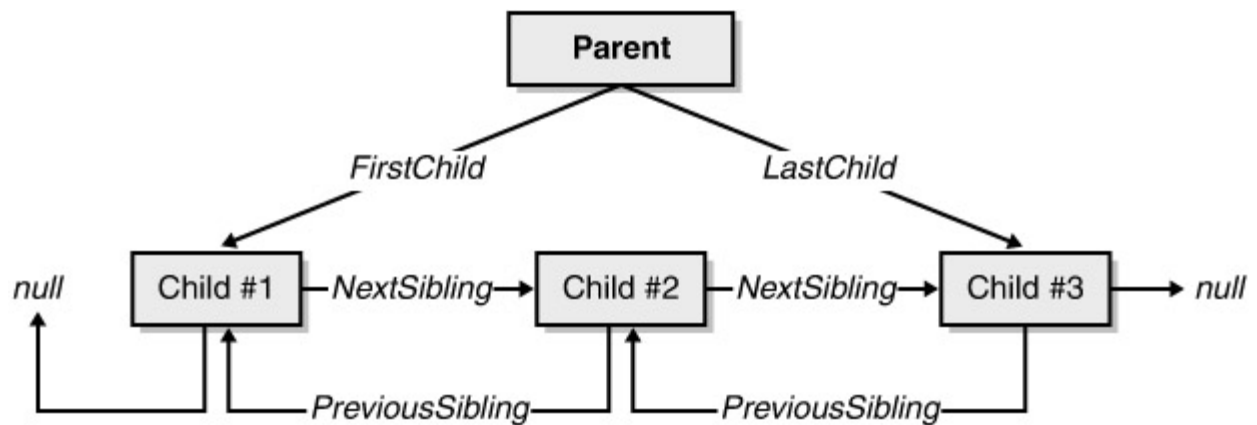 Parent
FirstChild
LastChild
null
Child #1
NextSibling
Child #2
NextSibling
Child #3
null
PreviousSibling
PreviousSibling